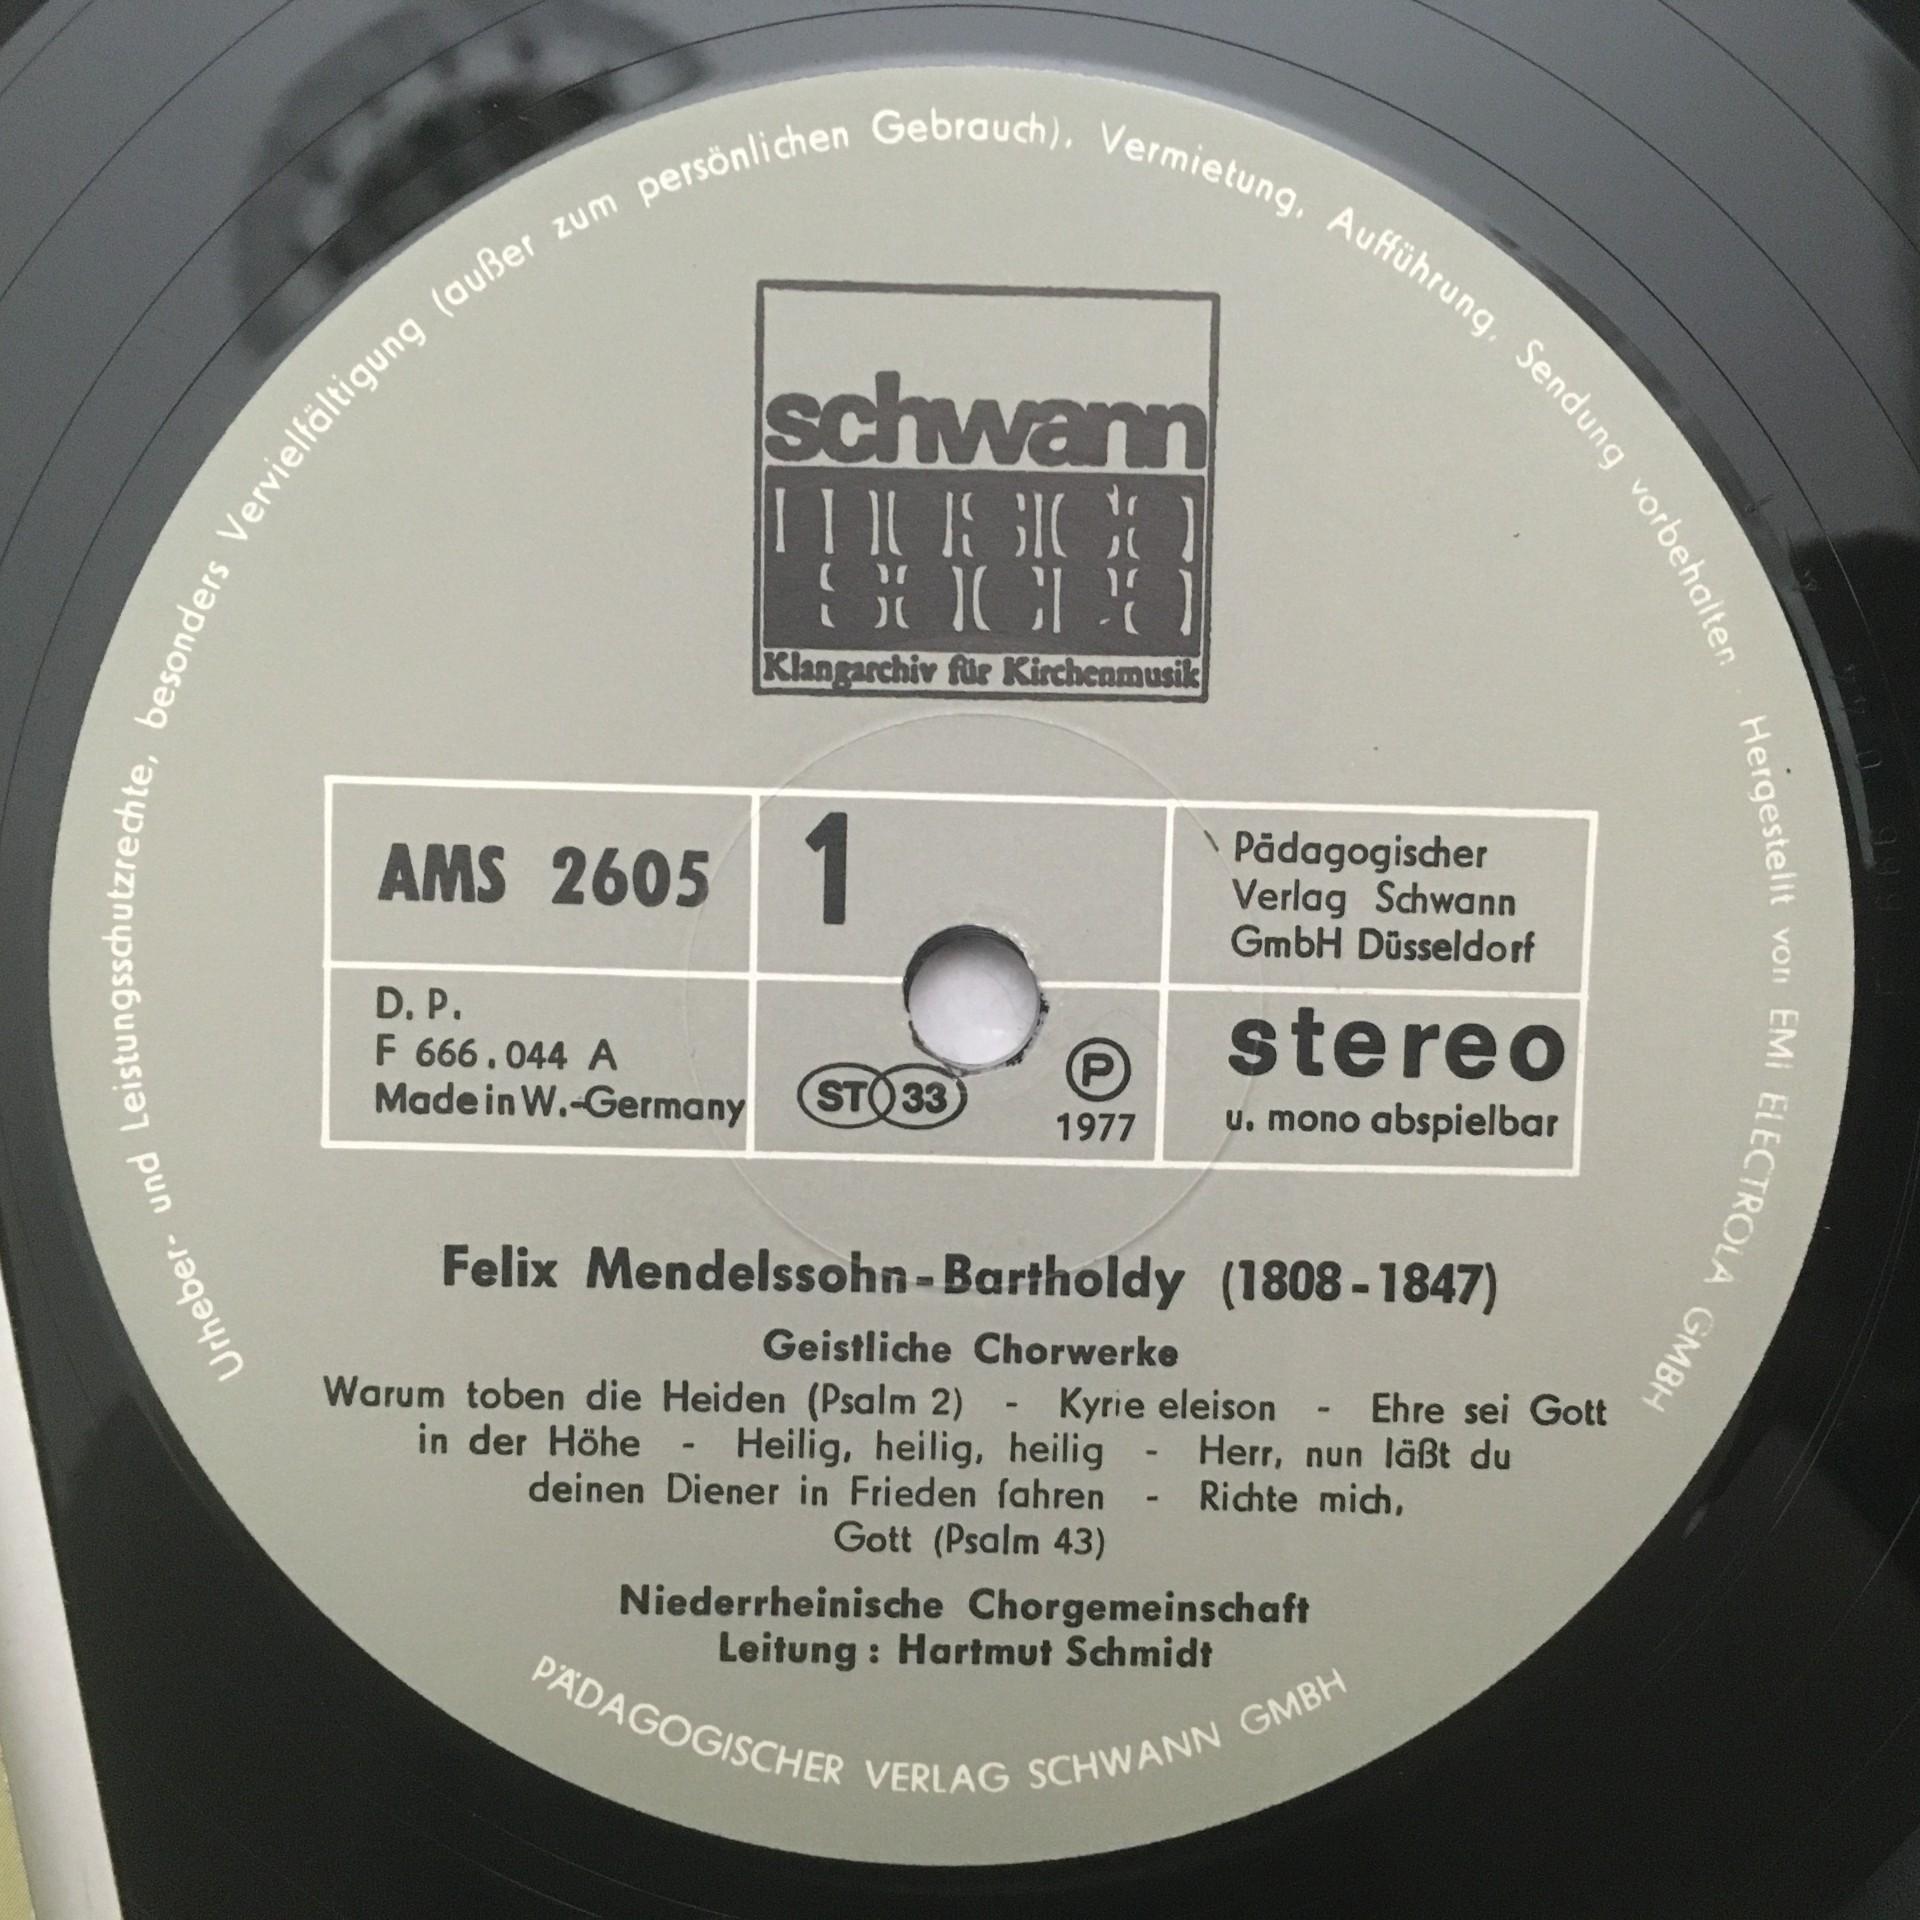 Urheber- und Leistungsschutzrechte, besonders Vervielfältigung (außer zum persönlichen Gebrauch), Vermietung, Aufführung, Sendung vorbehalten
Hergestellt von EMI ELECTROLA GMBH
schwann
Klangarchiv für Kirchenmusik
AMS 2605
1
Pädagogischer
Verlag Schwann
GmbH Düsseldorf
D. P.
F 666.044 A
Made in W.-Germany
ST 33
P
1977
stereo
u. mono abspielbar
Felix Mendelssohn-Bartholdy (1808-1847)
Geistliche Chorwerke
Warum toben die Heiden (Psalm 2) - Kyrie eleison - Ehre sei Gott
in der Höhe - Heilig, heilig, heilig - Herr, nun läßt du
deinen Diener in Frieden fahren - Richte mich,
Gott (Psalm 43)
Niederrheinische Chorgemeinschaft
Leitung : Hartmut Schmidt
PÄDAGOGISCHER VERLAG SCHWANN GMBH